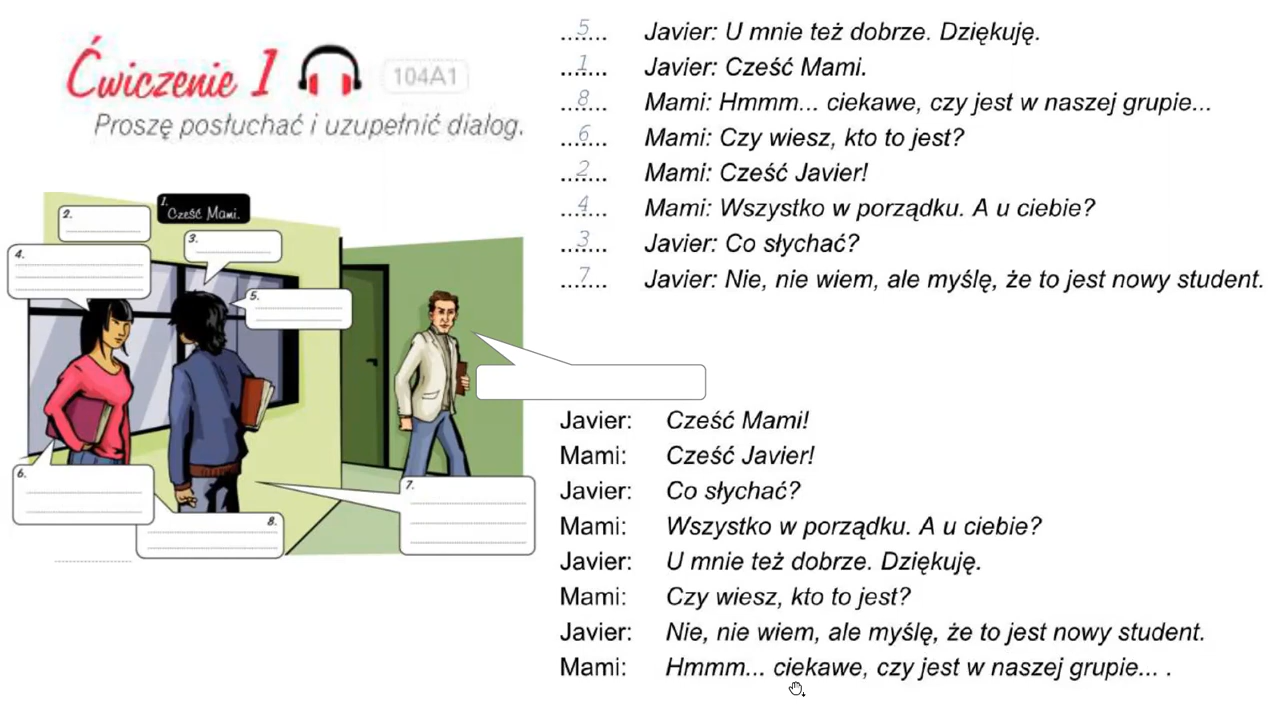 Ćwiczenie 1 104A1
Proszę posłuchać i uzupełnić dialog.
1. Cześć Mami.
2.
3.
4.
5.
6.
7.
8.
5 Javier: U mnie też dobrze. Dziękuję.
1 Javier: Cześć Mami.
8 Mami: Hmmm... ciekawe, czy jest w naszej grupie...
6 Mami: Czy wiesz, kto to jest?
2 Mami: Cześć Javier!
4 Mami: Wszystko w porządku. A u ciebie?
3 Javier: Co słychać?
7 Javier: Nie, nie wiem, ale myślę, że to jest nowy student.
Javier: Cześć Mami!
Mami: Cześć Javier!
Javier: Co słychać?
Mami: Wszystko w porządku. A u ciebie?
Javier: U mnie też dobrze. Dziękuję.
Mami: Czy wiesz, kto to jest?
Javier: Nie, nie wiem, ale myślę, że to jest nowy student.
Mami: Hmmm... ciekawe, czy jest w naszej grupie... .